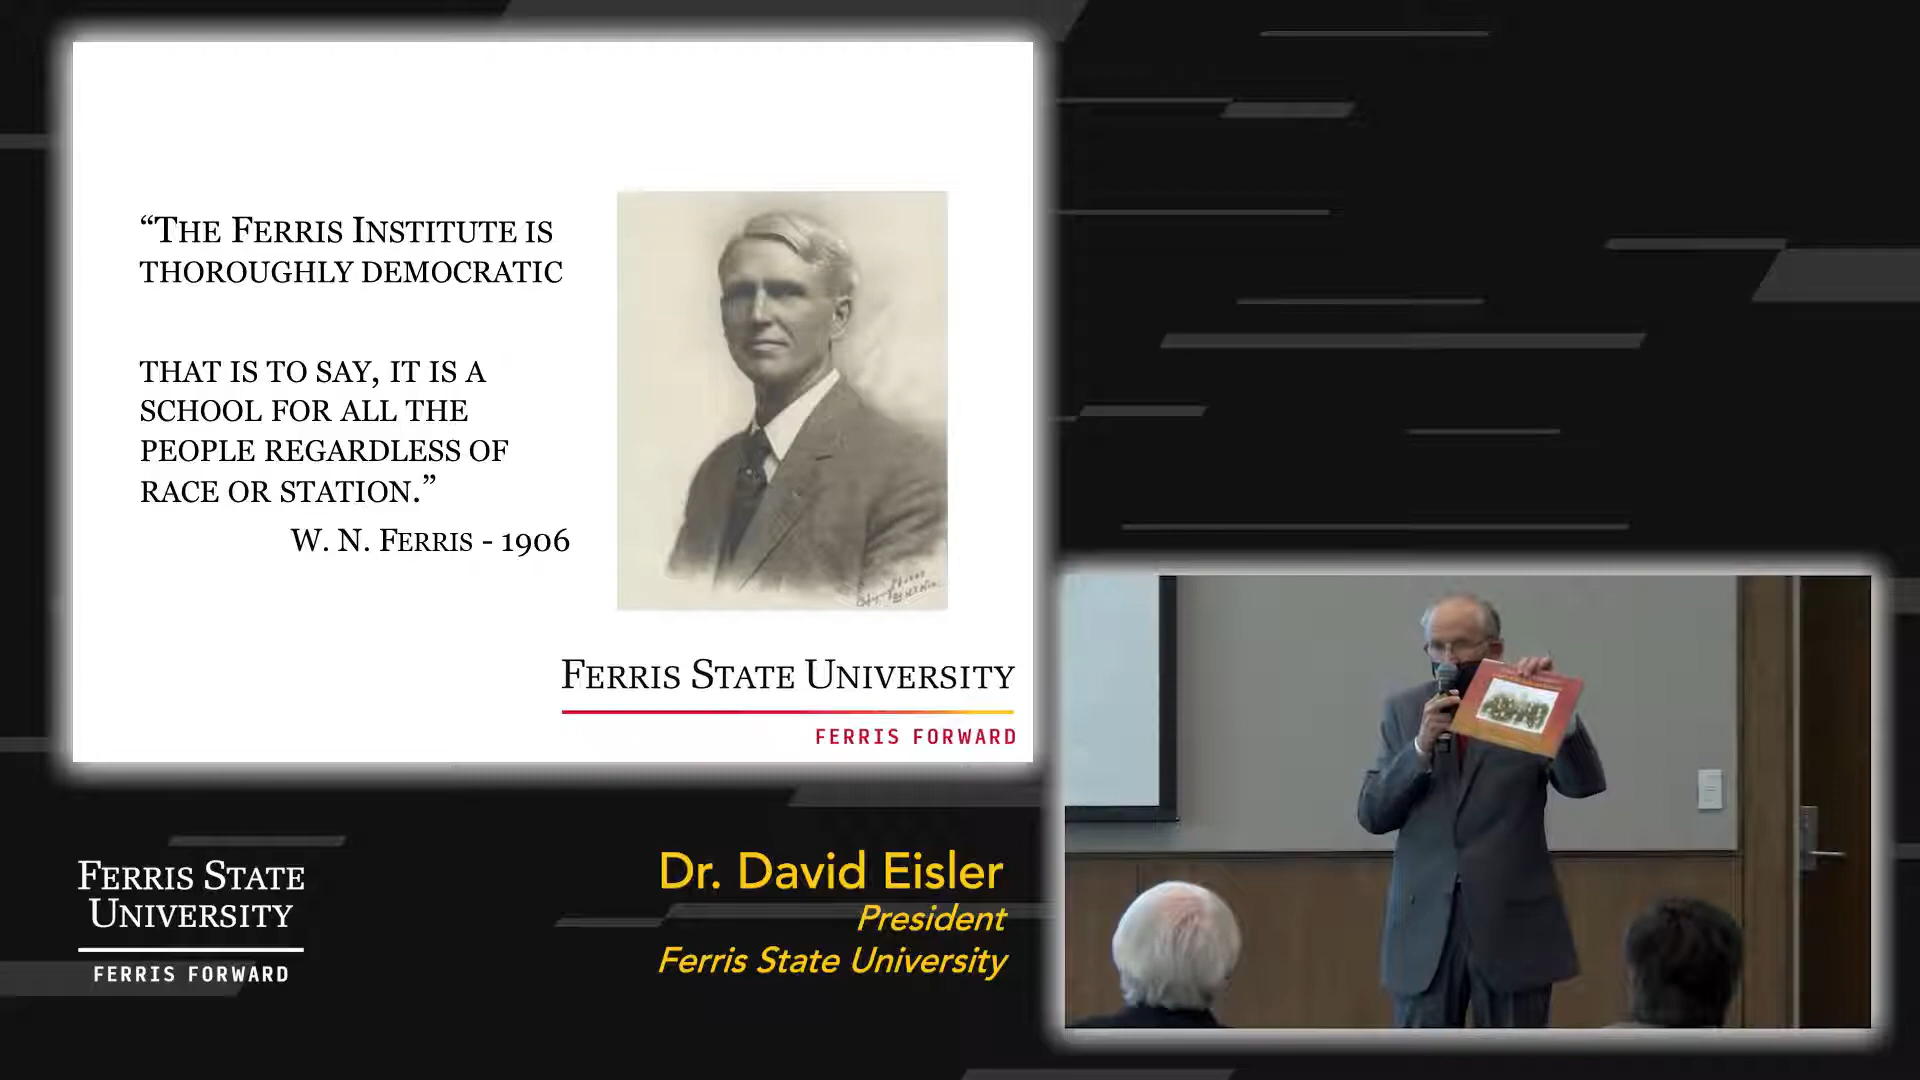 “THE FERRIS INSTITUTE IS
THOROUGHLY DEMOCRATIC
THAT IS TO SAY, IT IS A
SCHOOL FOR ALL THE
PEOPLE REGARDLESS OF
RACE OR STATION.”
W. N. FERRIS - 1906
FERRIS STATE UNIVERSITY
FERRIS FORWARD
FERRIS STATE
UNIVERSITY
FERRIS FORWARD
Dr. David Eisler
President
Ferris State University